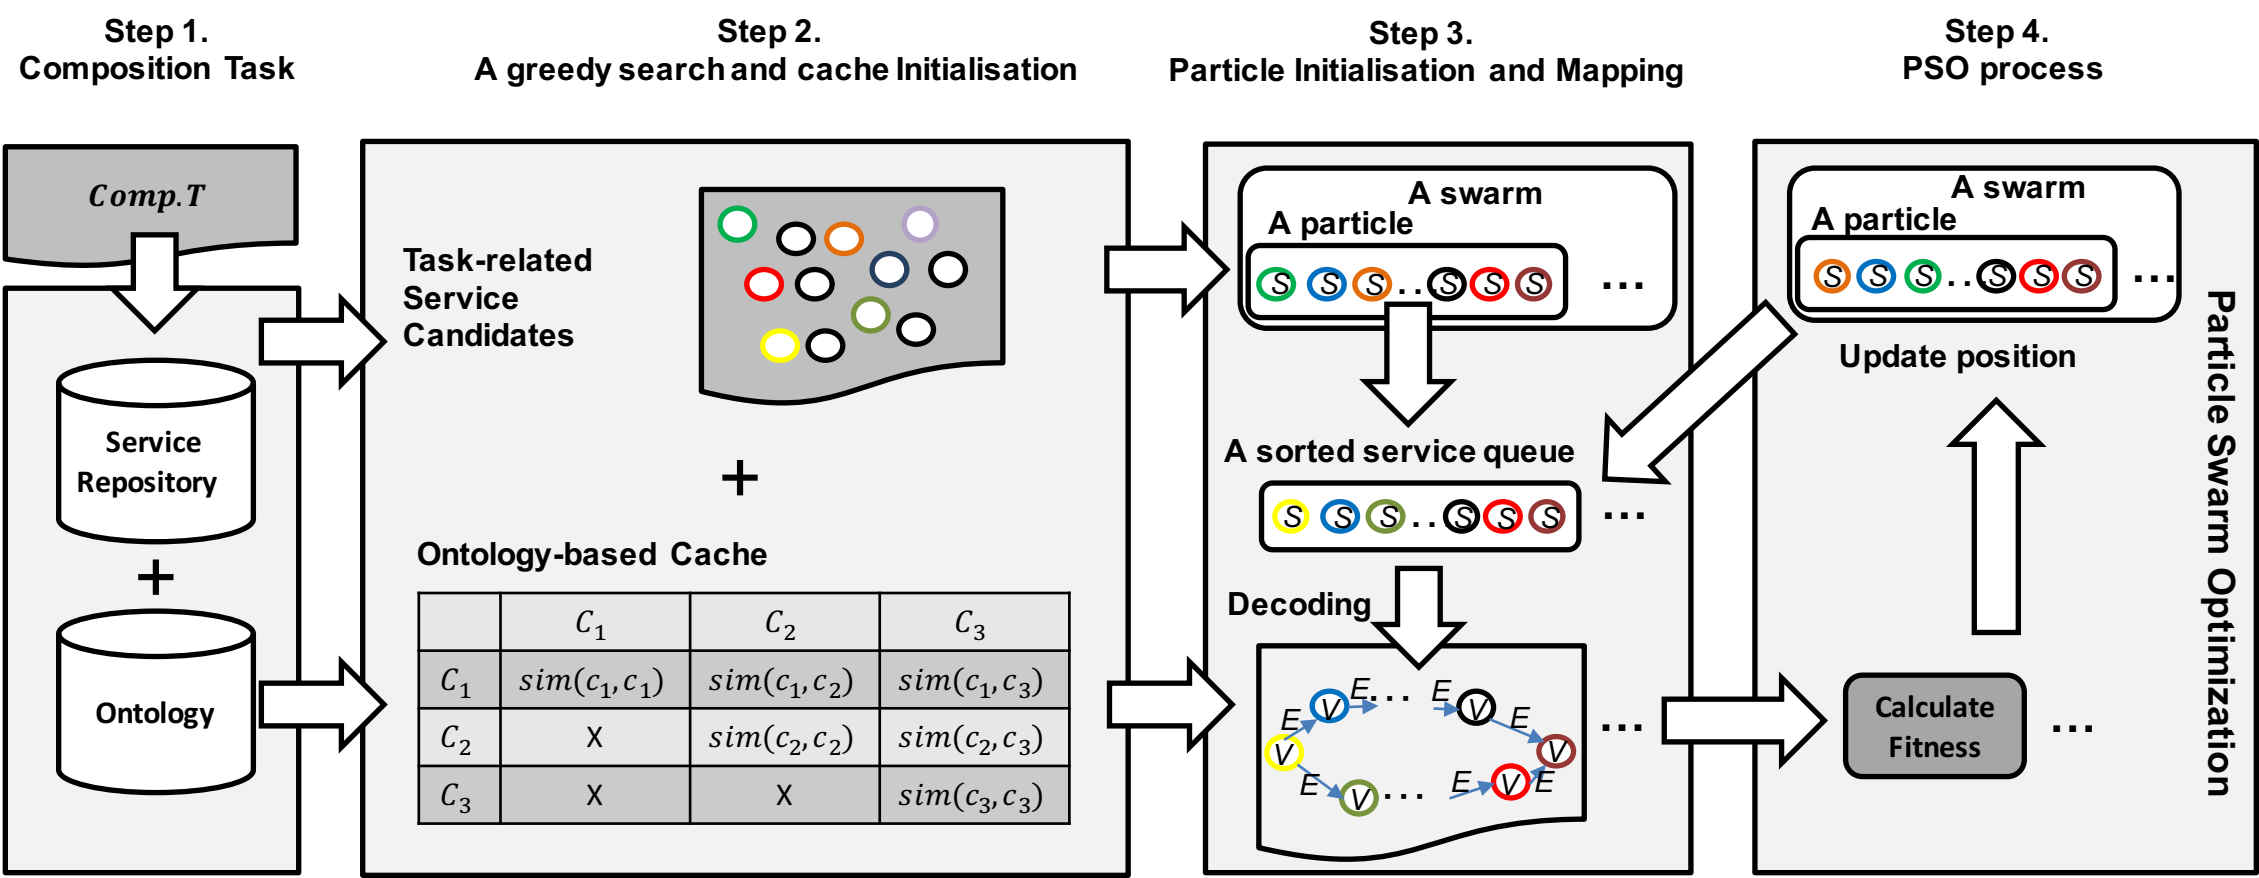 Step 1.
Composition Task
Step 2.
A greedy search and cache Initialisation
Step 3.
Particle Initialisation and Mapping
Step 4.
PSO process
Comp.T
Service
Repository
+
Ontology
Task-related
Service
Candidates
+
Ontology-based Cache
C₁ C₂ C₃
C₁ sim(c₁,c₁) sim(c₁,c₂) sim(c₁,c₃)
C₂ X sim(c₂,c₂) sim(c₂,c₃)
C₃ X X sim(c₃,c₃)
A swarm
A particle
S S S ... S S S ...
A sorted service queue
S S S ... S S S ...
Decoding
E V E... E V E
V V ...
E V ... E V E
A swarm
A particle
S S S ... S S S ...
Update position
Calculate
Fitness
...
Particle Swarm Optimization